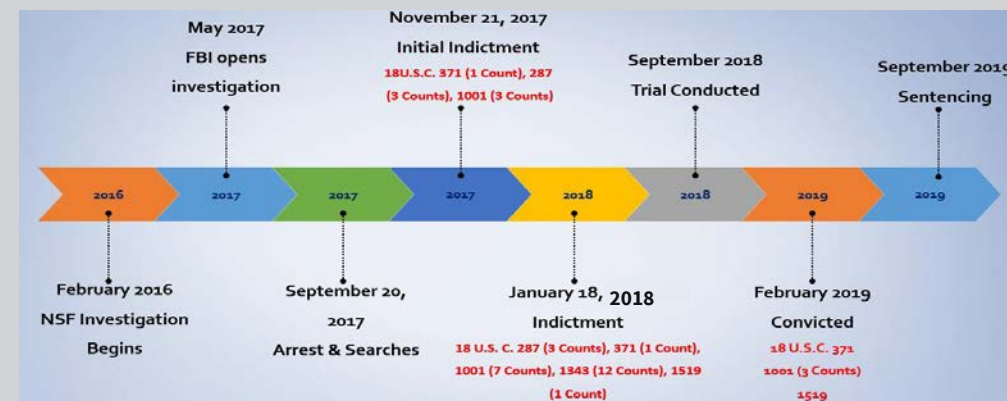 May 2017
FBI opens
investigation
November 21, 2017
Initial Indictment
18U.S.C. 371 (1 Count), 287
(3 Counts), 1001 (3 Counts)
September 2018
Trial Conducted
September 2019
Sentencing
2016
2017
2017
2017
2018
2018
2019
2019
February 2016
NSF Investigation
Begins
September 20,
2017
Arrest & Searches
January 18, 2018
Indictment
18 U.S. C. 287 (3 Counts), 371 (1 Count),
1001 (7 Counts), 1343 (12 Counts), 1519
(1 Count)
February 2019
Convicted
18 U.S.C. 371
1001 (3 Counts)
1519